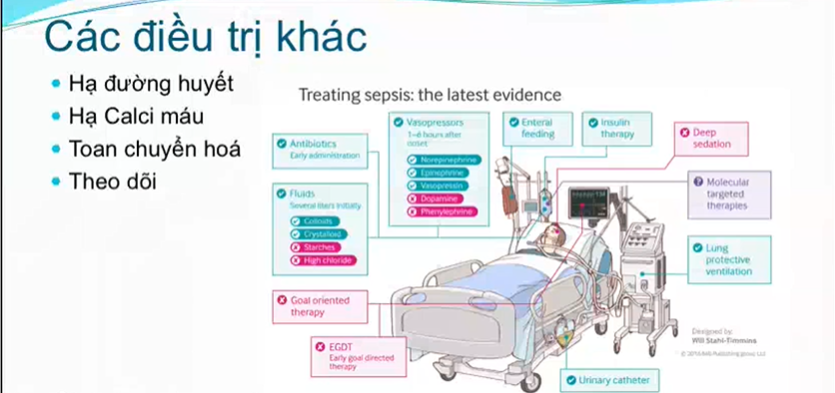 Các điều trị khác
Hạ đường huyết
Hạ Calci máu
Toan chuyển hoá
Theo dõi
Treating sepsis: the latest evidence
Antibiotics
Early administration
Fluids
Several liters initially
Colloids
Crystalloid
Starches
High chloride
Vasopressors
1–6 hours after
onset
Norepinephrine
Epinephrine
Vasopressin
Dopamine
Phenylephrine
Enteral
feeding
Insulin
therapy
Deep
sedation
Molecular
targeted
therapies
Lung
protective
ventilation
Goal oriented
therapy
EGDT
Early goal directed
therapy
Urinary catheter
Designed by
Will Stahl-Timmins
Publishing group Ltd